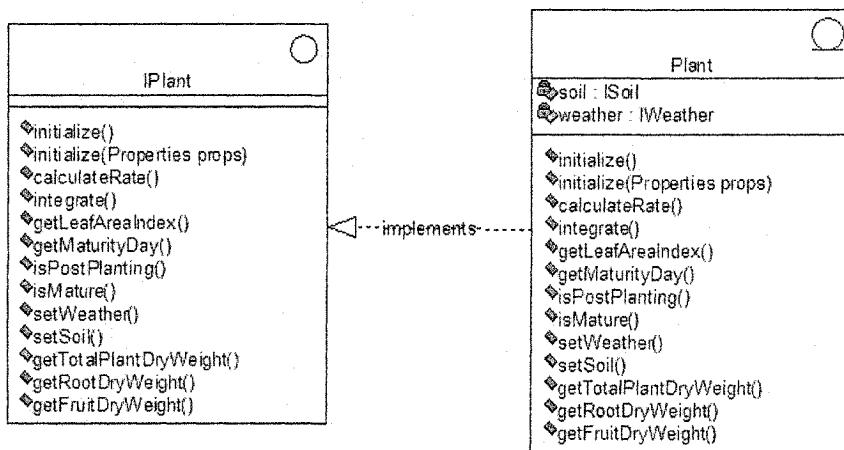 IPlant
initialize()
initialize(Properties props)
calculateRate()
integrate()
getLeafAreaIndex()
getMaturityDay()
isPostPlanting()
isMature()
setWeather()
setSoil()
getTotalPlantDryWeight()
getRootDryWeight()
getFruitDryWeight()
implements
Plant
soil : ISoil
weather : IWeather
initialize()
initialize(Properties props)
calculateRate()
integrate()
getLeafAreaIndex()
getMaturityDay()
isPostPlanting()
isMature()
setWeather()
setSoil()
getTotalPlantDryWeight()
getRootDryWeight()
getFruitDryWeight()